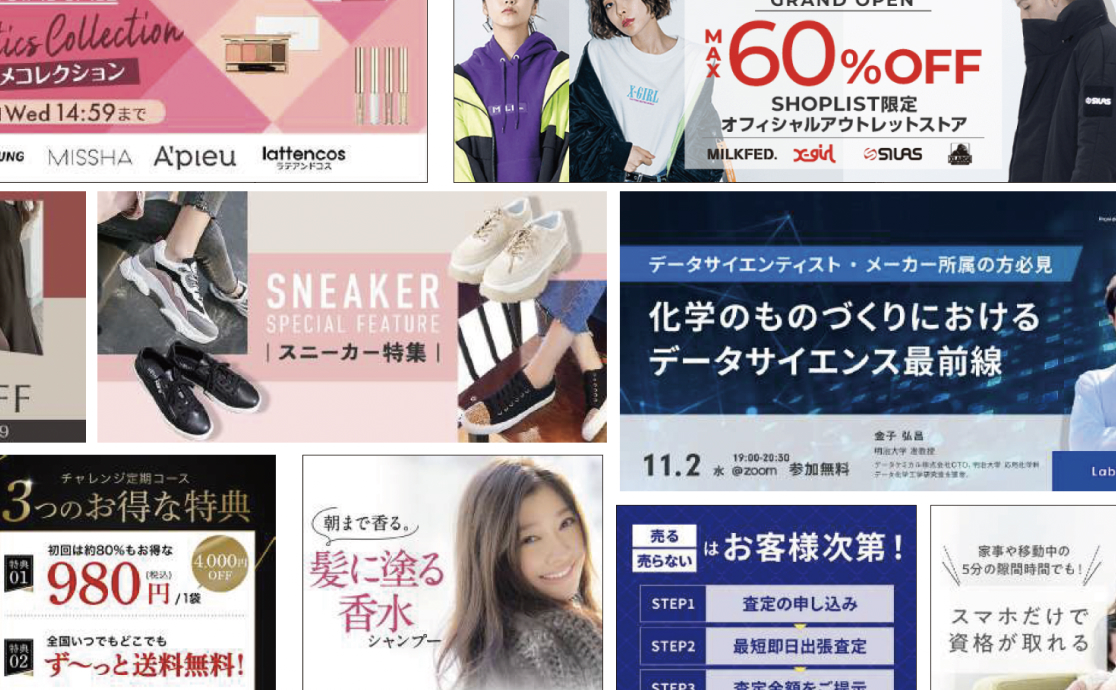 tics Collection
メコレクション
Wed 14:59まで
UNG MISSHA A'pieu lattencos
ラテアンドコス
GRAND OPEN
MAX 60%OFF
SHOPLIST限定
オフィシャルアウトレットストア
MILKFED. x-girl SILAS
X-GIRL
SILAS
FF
9
SNEAKER
SPECIAL FEATURE
|スニーカー特集|
データサイエンティスト・メーカー所属の方必見
化学のものづくりにおける
データサイエンス最前線
11.2 水 19:00-20:30 @zoom 参加無料
金子 弘昌
明治大学 准教授
Lab
チャレンジ定期コース
3つのお得な特典
特典01
初回は約80%もお得な
980円(税込)/1袋
4,000円OFF
特典02
全国いつでもどこでも
ず〜っと送料無料!
朝まで香る。
髪に塗る
香水
シャンプー
売る
売らない
はお客様次第!
STEP1 査定の申し込み
STEP2 最短即日出張査定
STEP3 査定金額をご提示
家事や移動中の
5分の隙間時間でも!
スマホだけで
資格が取れる